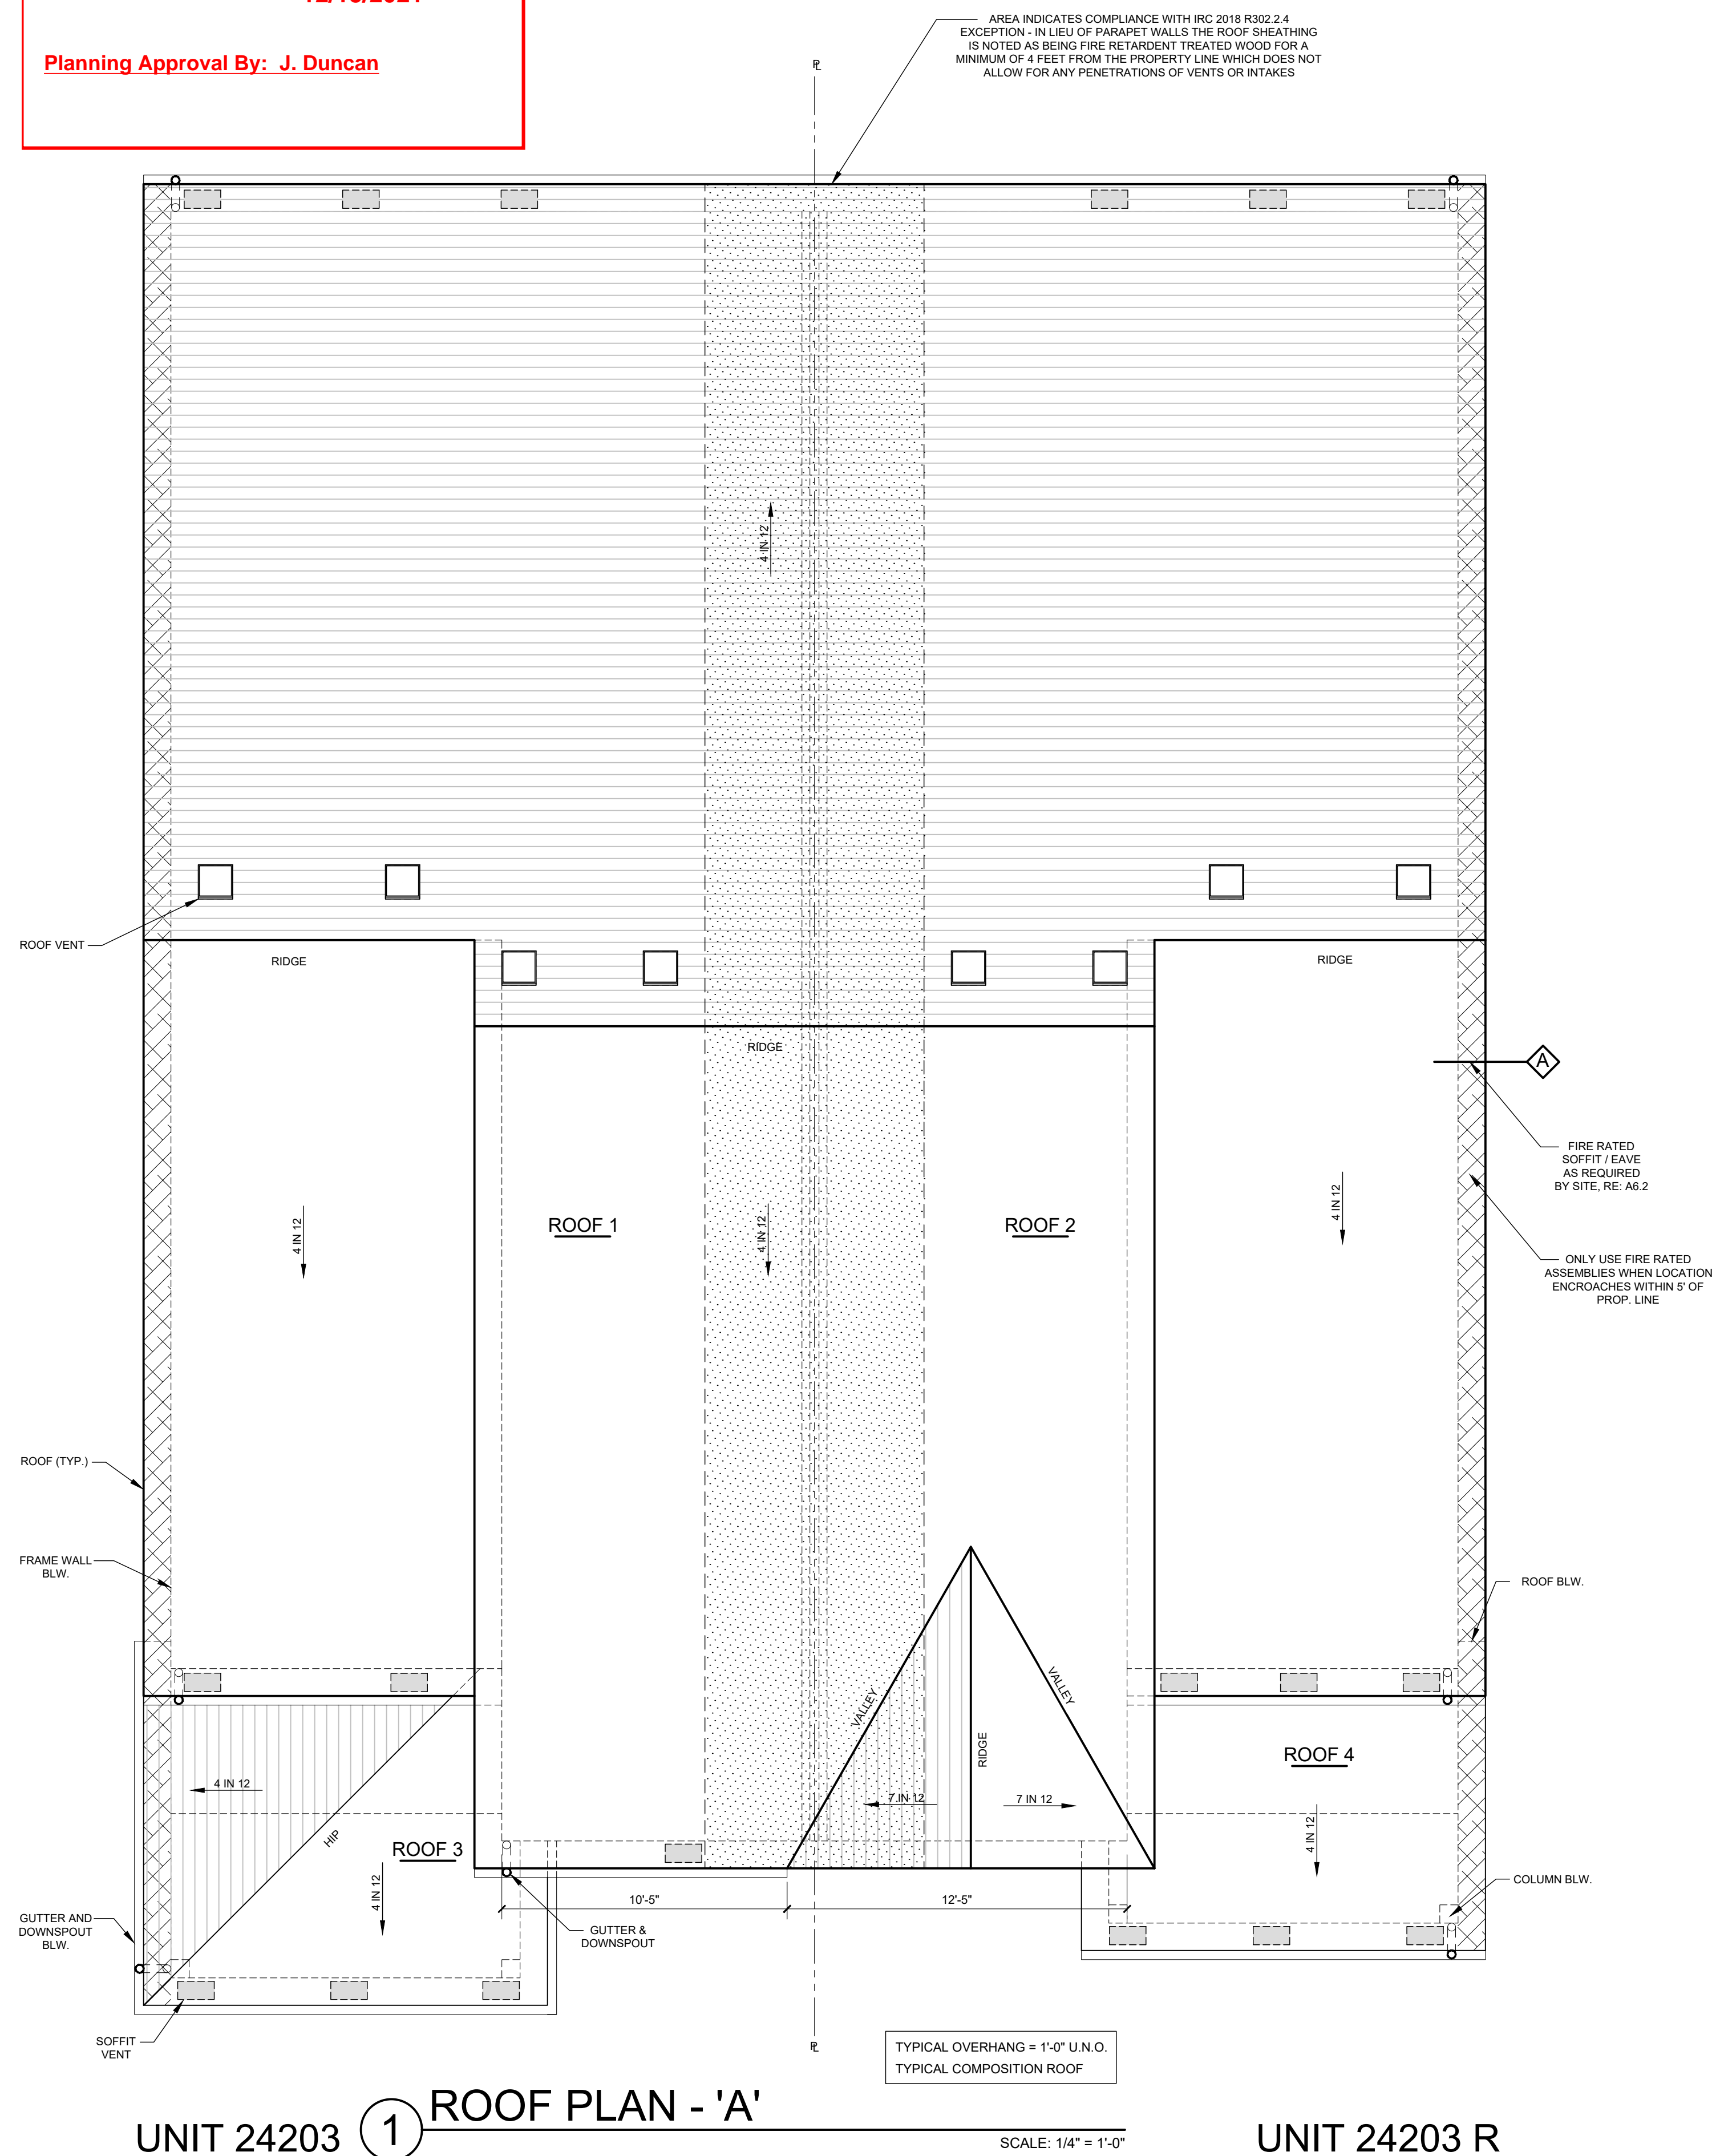 Planning Approval By: J. Duncan
AREA INDICATES COMPLIANCE WITH IRC 2018 R302.2.4
EXCEPTION - IN LIEU OF PARAPET WALLS THE ROOF SHEATHING
IS NOTED AS BEING FIRE RETARDENT TREATED WOOD FOR A
MINIMUM OF 4 FEET FROM THE PROPERTY LINE WHICH DOES NOT
ALLOW FOR ANY PENETRATIONS OF VENTS OR INTAKES
PL
4 IN 12
ROOF VENT
RIDGE
RIDGE
RIDGE
A
FIRE RATED
SOFFIT / EAVE
AS REQUIRED
BY SITE, RE: A6.2
4 IN 12
ROOF 1
4 IN 12
ROOF 2
4 IN 12
ONLY USE FIRE RATED
ASSEMBLIES WHEN LOCATION
ENCROACHES WITHIN 5' OF
PROP. LINE
ROOF (TYP.)
FRAME WALL
BLW.
ROOF BLW.
VALLEY
VALLEY
RIDGE
ROOF 4
4 IN 12
7 IN 12
7 IN 12
HIP
ROOF 3
4 IN 12
4 IN 12
COLUMN BLW.
10'-5"
12'-5"
GUTTER AND
DOWNSPOUT
BLW.
GUTTER &
DOWNSPOUT
SOFFIT
VENT
PL
TYPICAL OVERHANG = 1'-0" U.N.O.
TYPICAL COMPOSITION ROOF
UNIT 24203
1
ROOF PLAN - 'A'
SCALE: 1/4" = 1'-0"
UNIT 24203 R